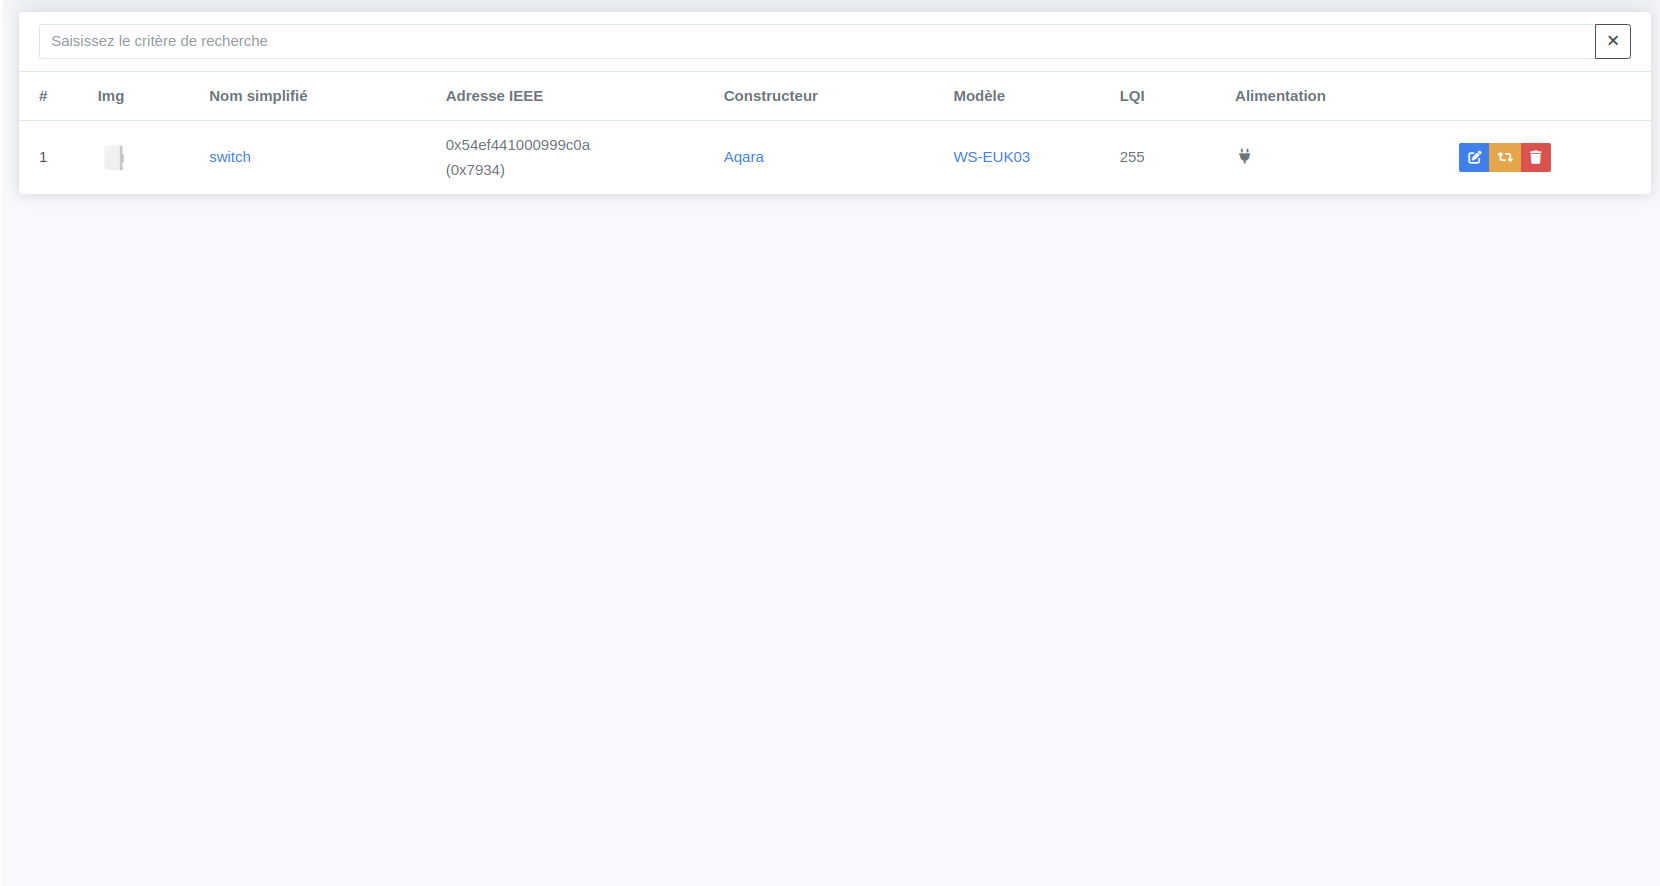 Saisissez le critère de recherche
# Img Nom simplifié Adresse IEEE Constructeur Modèle LQI Alimentation
1 switch 0x54ef441000999c0a (0x7934) Aqara WS-EUK03 255